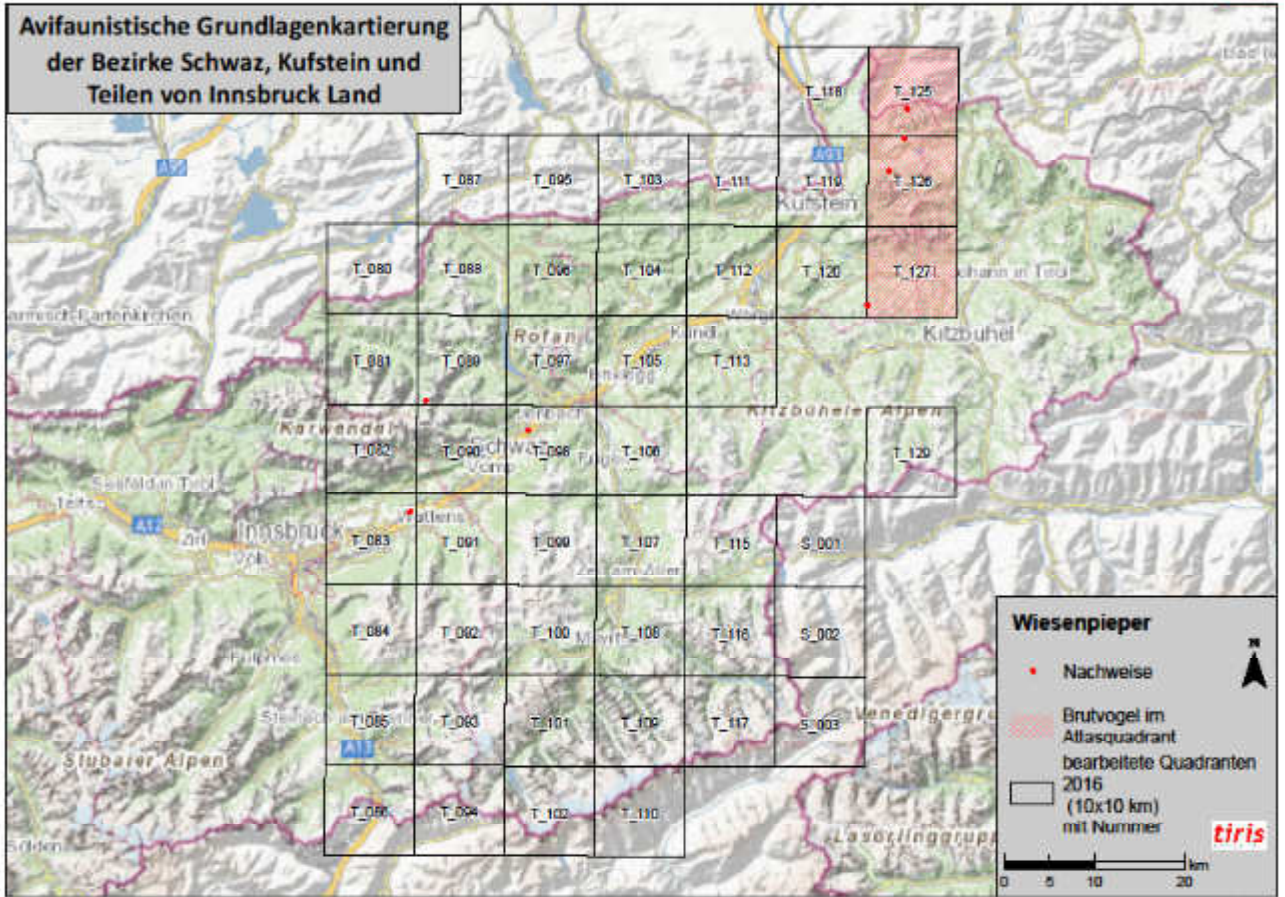 Avifaunistische Grundlagenkartierung
der Bezirke Schwaz, Kufstein und
Teilen von Innsbruck Land
T_118
T_125
A93
T_087
T_095
T_103
T_111
T_119
T_126
Kufstein
T_080
T_088
T_096
T_104
T_112
T_120
T_127
Kitzbühel
Rofan
Kundl
T_081
T_089
T_097
T_105
T_113
Karwendel
Kitzbüheler Alpen
T_082
T_090
T_098
T_106
T_129
Schwaz
Vomp
Seefeld in Tirol
Telfs
A12
Zirl
Innsbruck
Wattens
T_083
T_091
T_099
T_107
T_115
S_001
Zell am Ziller
T_084
T_092
T_100
T_108
T_116
S_002
Fulpmes
T_085
T_093
T_101
T_109
T_117
S_003
Venedigergru
A13
Stubaier Alpen
T_086
T_094
T_102
T_110
Sölden
Lasörlinggrupp
Wiesenpieper
N
Nachweise
Brutvogel im
Atlasquadrant
bearbeitete Quadranten
2016
(10x10 km)
mit Nummer
tiris
km
0 5 10 20